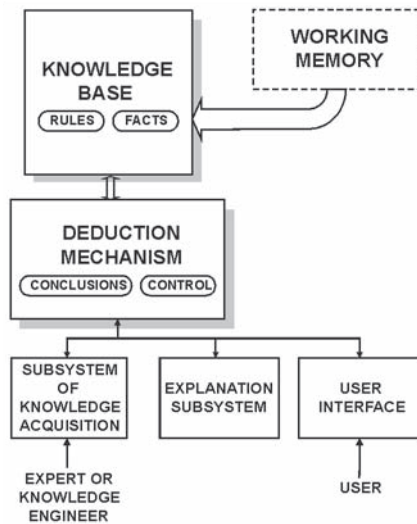 WORKING
MEMORY
KNOWLEDGE
BASE
RULES
FACTS
DEDUCTION
MECHANISM
CONCLUSIONS
CONTROL
SUBSYSTEM
OF
KNOWLEDGE
ACQUISITION
EXPLANATION
SUBSYSTEM
USER
INTERFACE
EXPERT OR
KNOWLEDGE
ENGINEER
USER